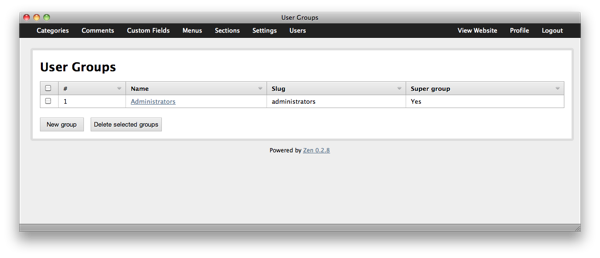 User Groups
Categories Comments Custom Fields Menus Sections Settings Users View Website Profile Logout
User Groups
# Name Slug Super group
1 Administrators administrators Yes
New group Delete selected groups
Powered by Zen 0.2.8